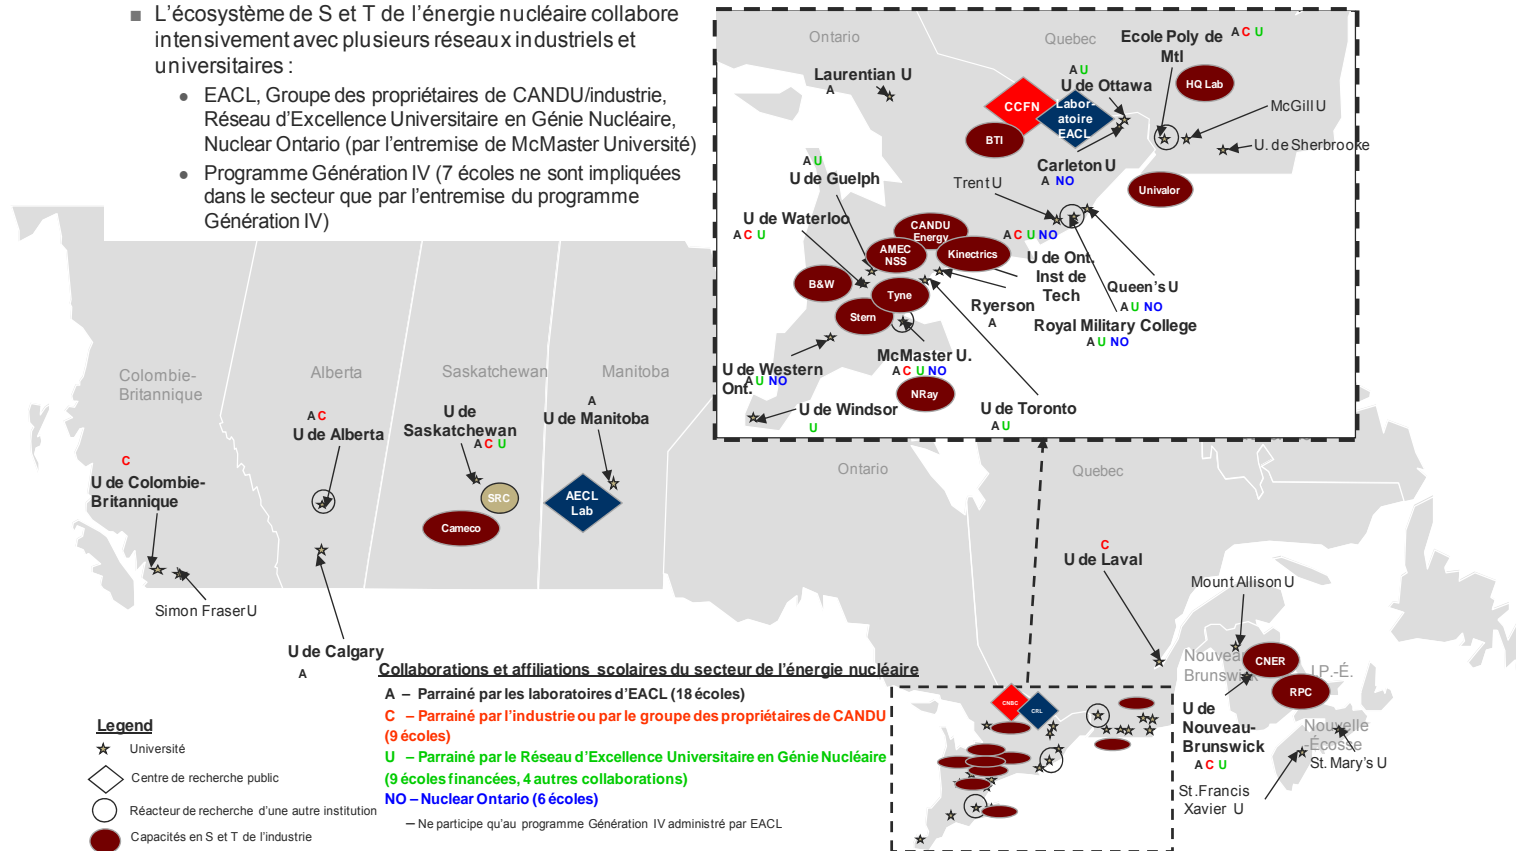 L'écosystème de S et T de l'énergie nucléaire collabore
intensivement avec plusieurs réseaux industriels et
universitaires :
EACL, Groupe des propriétaires de CANDU/industrie,
Réseau d'Excellence Universitaire en Génie Nucléaire,
Nuclear Ontario (par l'entremise de McMaster Université)
Programme Génération IV (7 écoles ne sont impliquées
dans le secteur que par l'entremise du programme
Génération IV)
Ontario
Quebec
Ecole Poly de
Mtl
A C U
Laurentian U
A
A U
U de Ottawa
HQ Lab
CCFN
Labor-
atoire
EACL
McGill U
BTI
U. de Sherbrooke
Carleton U
A NO
A U
U de Guelph
Trent U
Univalor
U de Waterloo
A C U
CANDU
Energy
A C U NO
U de Ont.
Inst de
Tech
AMEC
NSS
Kinectrics
B&W
Tyne
Queen's U
A U NO
Ryerson
A
Stern
Royal Military College
A U NO
McMaster U.
A C U NO
U de Western
Ont.
A U NO
NRay
U de Windsor
U
U de Toronto
A U
Colombie-
Britannique
Alberta
Saskatchewan
Manitoba
A C
U de Alberta
U de
Saskatchewan
A C U
A
U de Manitoba
C
U de Colombie-
Britannique
SRC
AECL
Lab
Cameco
Ontario
Quebec
C
U de Laval
Simon Fraser U
Mount Allison U
U de Calgary
A
Nouveau
Brunswick
CNER
I.P.-É.
RPC
U de
Nouveau-
Brunswick
A C U
Nouvelle
Écosse
St. Mary's U
St. Francis
Xavier U
CNBC
CRL
Collaborations et affiliations scolaires du secteur de l'énergie nucléaire
A – Parrainé par les laboratoires d'EACL (18 écoles)
C – Parrainé par l'industrie ou par le groupe des propriétaires de CANDU
(9 écoles)
U – Parrainé par le Réseau d'Excellence Universitaire en Génie Nucléaire
(9 écoles financées, 4 autres collaborations)
NO – Nuclear Ontario (6 écoles)
– Ne participe qu'au programme Génération IV administré par EACL
Legend
Université
Centre de recherche public
Réacteur de recherche d'une autre institution
Capacités en S et T de l'industrie